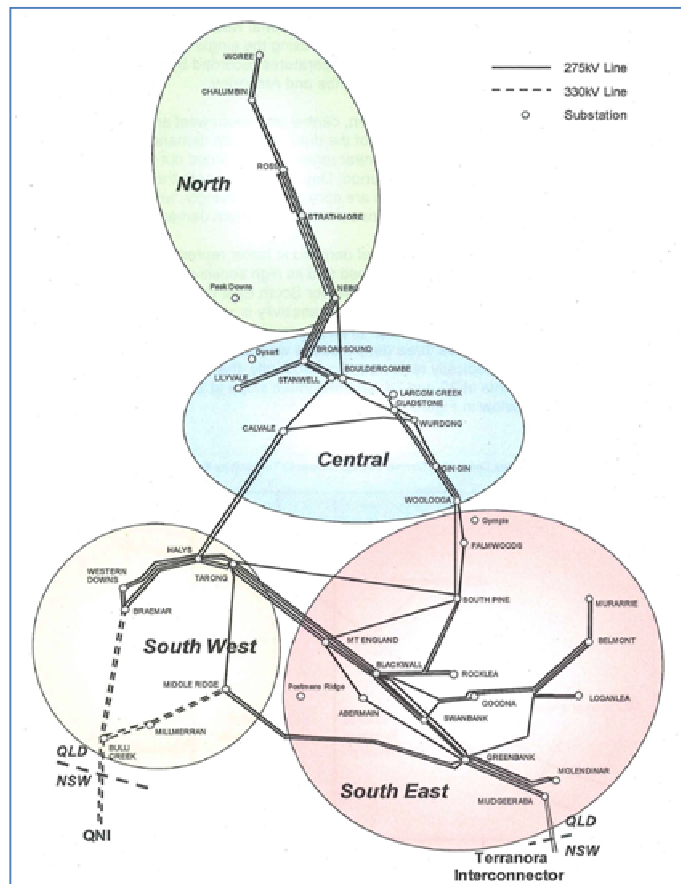 275kV Line
330kV Line
Substation
WOREE
CHALUMBIN
ROSS
North
STRATHMORE
Peak Downs
NEBO
BROADSOUND
Dysart
BOULDERCOMBE
LILYVALE
STANWELL
LARCOM CREEK
GLADSTONE
CALVALE
WURDONG
Central
GIN GIN
WOOLOOGA
Gympie
HALYS
PALMWOODS
WESTERN
DOWNS
TARONG
BRAEMAR
SOUTH PINE
MURARRIE
South West
MT ENGLAND
BELMONT
BLACKWALL
ROCKLEA
MIDDLE RIDGE
Postmans Ridge
ABERMAIN
GOODNA
LOGANLEA
SWANBANK
MILLMERRAN
BULLI
CREEK
GREENBANK
QLD
NSW
MOLENDINAR
South East
MUDGEERABA
QNI
QLD
NSW
Terranora
Interconnector